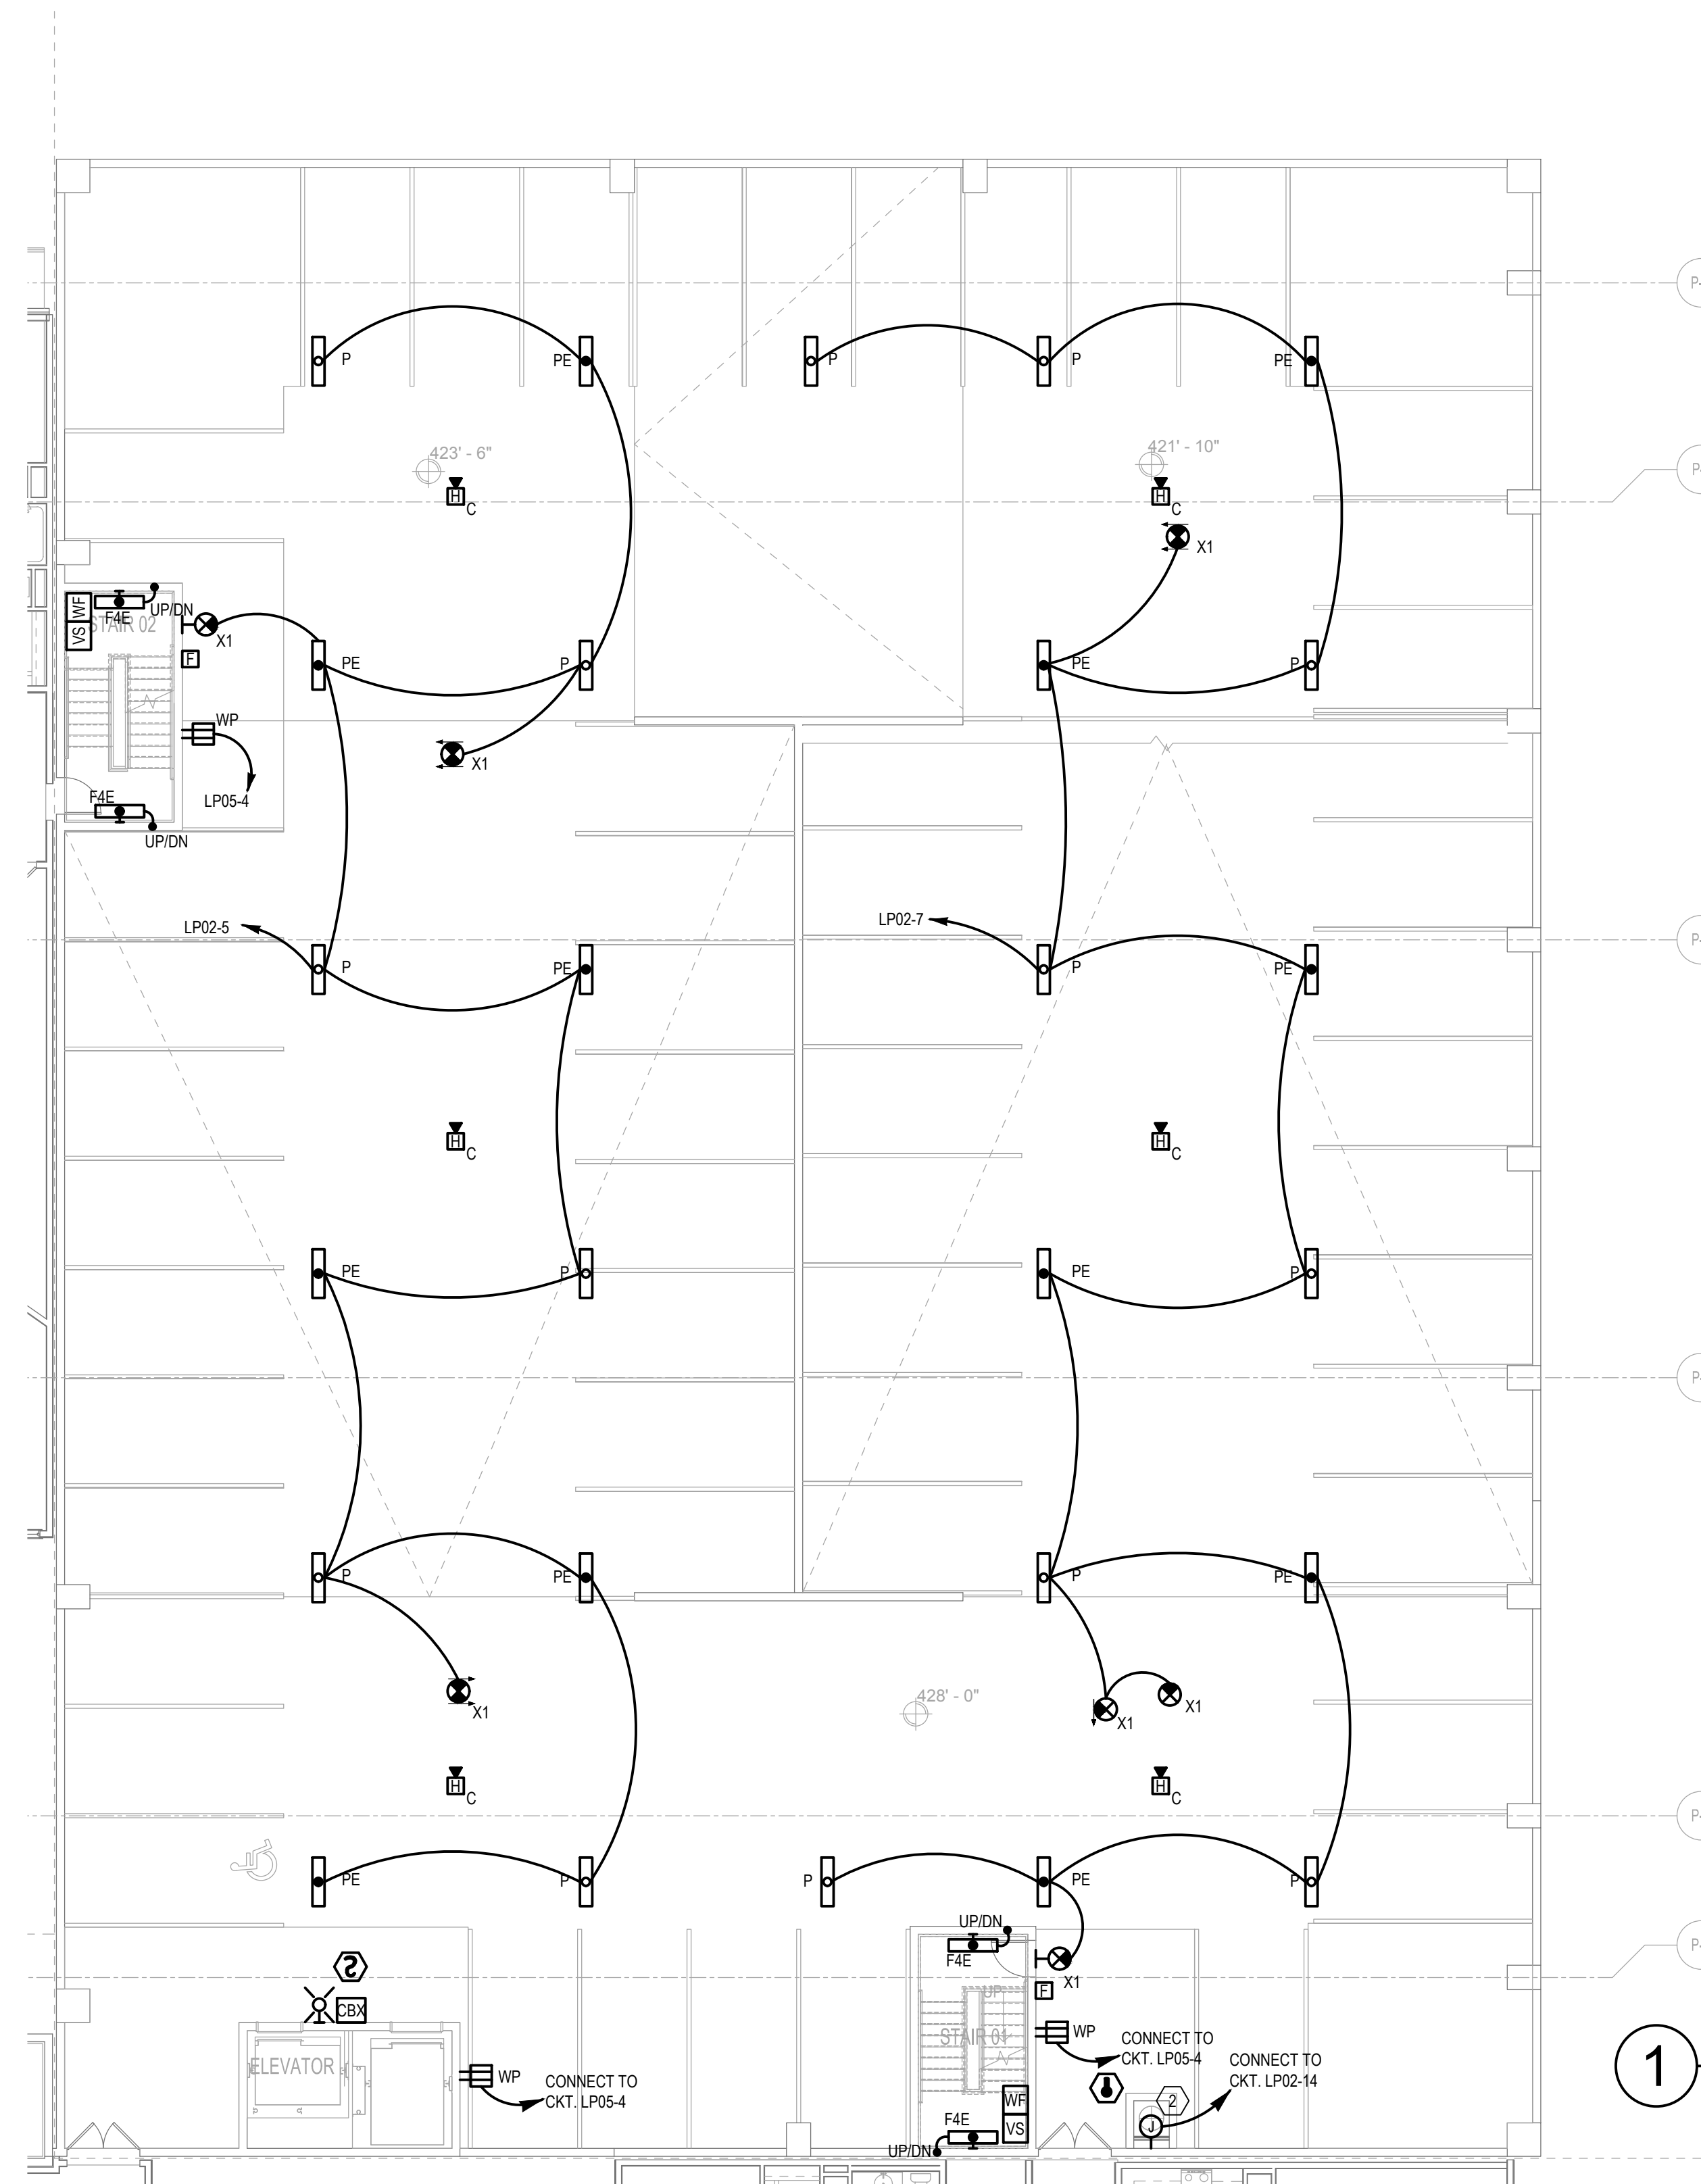 P-
P
PE
P
P
PE
423' - 6"
421' - 10"
P-
H
C
H
C
X1
WF
VS
F4E
UP/DN
STAIR 02
X1
F
PE
P
PE
P
WP
X1
LP05-4
F4E
UP/DN
LP02-5
LP02-7
P-
P
PE
P
PE
H
C
H
C
PE
P
PE
P
P-
P
PE
P
PE
X1
428' - 0"
X1
X1
H
C
H
C
P-
PE
P
P
PE
P
UP/DN
F4E
X1
P-
S
F
UP
CBX
STAIR 01
WP
CONNECT TO
CKT. LP05-4
ELEVATOR
WP
CONNECT TO
CKT. LP05-4
CONNECT TO
CKT. LP02-14
1
WF
VS
2
J
F4E
UP/DN